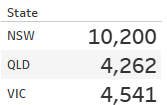 State
NSW 10,200
QLD 4,262
VIC 4,541